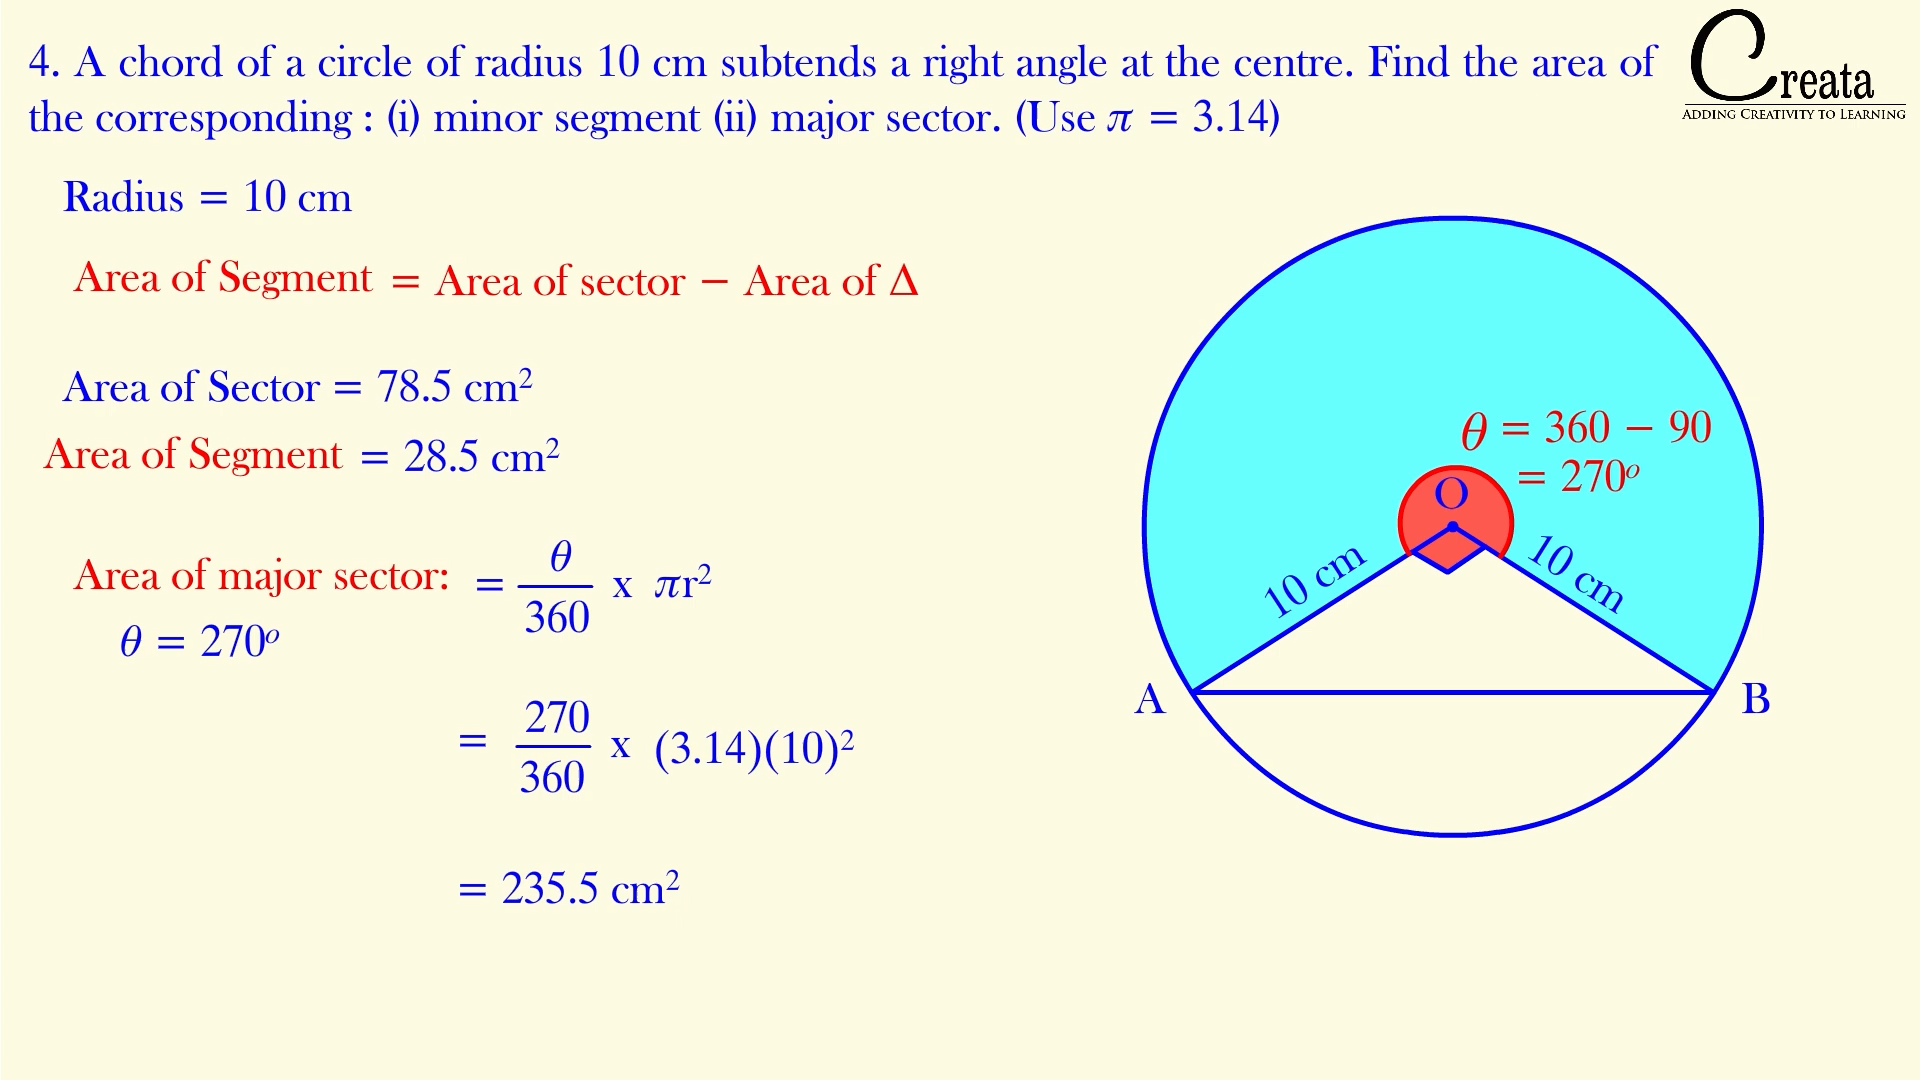 4. A chord of a circle of radius 10 cm subtends a right angle at the centre. Find the area of
the corresponding : (i) minor segment (ii) major sector. (Use π = 3.14)
Creata
ADDING CREATIVITY TO LEARNING
Radius = 10 cm
Area of Segment = Area of sector − Area of Δ
Area of Sector = 78.5 cm²
Area of Segment = 28.5 cm²
Area of major sector: = θ/360 x πr²
θ = 270°
= 270/360 x (3.14)(10)²
= 235.5 cm²
θ = 360 − 90
= 270°
O
10 cm
10 cm
A
B